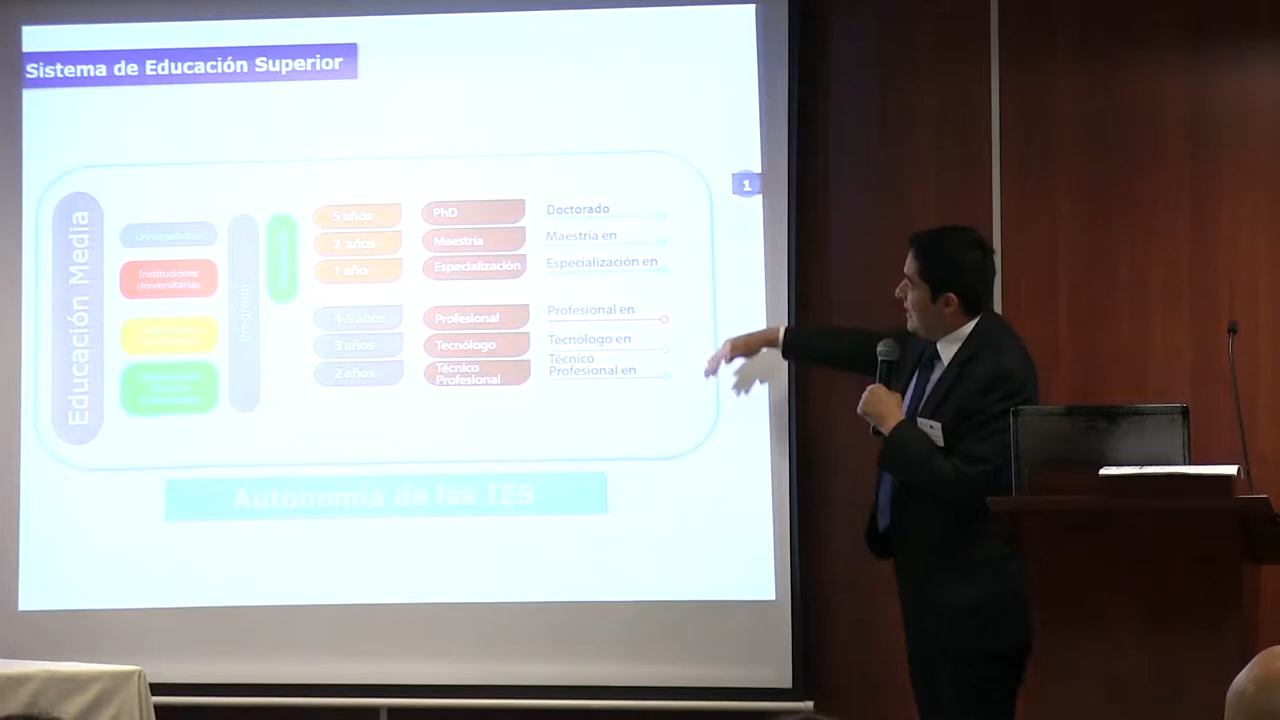 Sistema de Educación Superior
1
Educación Media
Universidades
Instituciones
Universitarias
Pregrado
5 años
PhD
Doctorado
2 años
Maestría
Maestría en
1 año
Especialización
Especialización en
4-5 años
Profesional
Profesional en
3 años
Tecnólogo
Tecnólogo en
2 años
Técnico
Profesional
Técnico
Profesional en
Autonomía de las IES